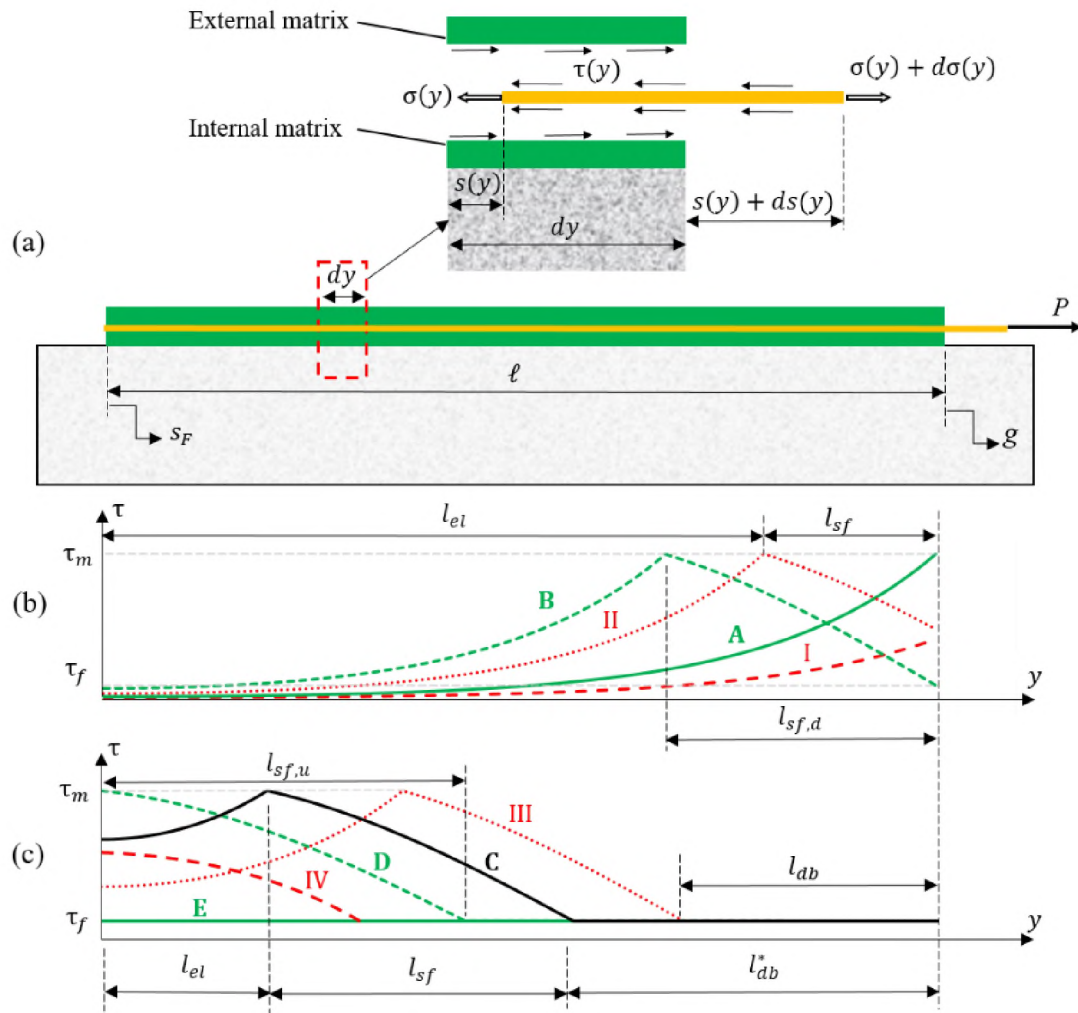 External matrix
τ(y)
σ(y) + dσ(y)
σ(y)
Internal matrix
s(y)
s(y) + ds(y)
dy
(a)
dy
P
ℓ
s_F
g
τ
l_el
l_sf
τ_m
(b)
B
II
A
I
τ_f
y
l_sf,d
τ
l_sf,u
τ_m
III
(c)
D
C
IV
l_db
E
τ_f
y
l_el
l_sf
l*_db